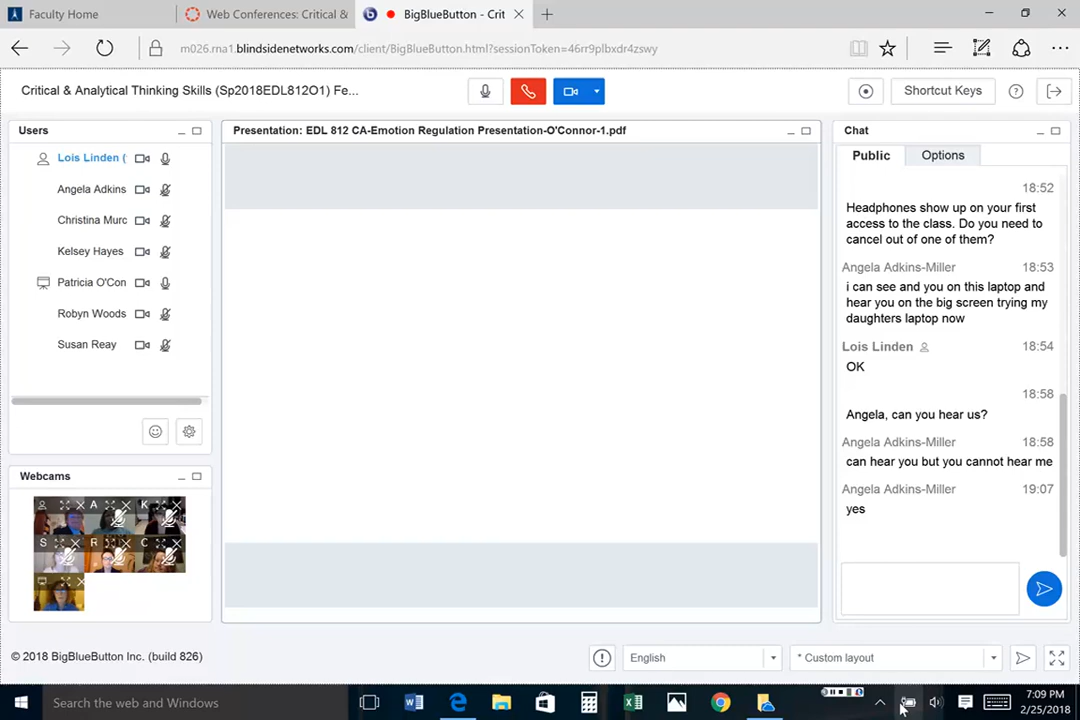 Faculty Home
Web Conferences: Critical &
BigBlueButton - Crit
m026.rna1.blindsidenetworks.com/client/BigBlueButton.html?sessionToken=46rr9plbxdr4zswy
Critical & Analytical Thinking Skills (Sp2018EDL812O1) Fe...
Shortcut Keys
Users
Lois Linden (
Angela Adkins
Christina Murc
Kelsey Hayes
Patricia O'Con
Robyn Woods
Susan Reay
Webcams
A
K
S
R
C
Presentation: EDL 812 CA-Emotion Regulation Presentation-O'Connor-1.pdf
Chat
Public
Options
18:52
Headphones show up on your first
access to the class. Do you need to
cancel out of one of them?
Angela Adkins-Miller 18:53
i can see and you on this laptop and
hear you on the big screen trying my
daughters laptop now
Lois Linden 18:54
OK
18:58
Angela, can you hear us?
Angela Adkins-Miller 18:58
can hear you but you cannot hear me
Angela Adkins-Miller 19:07
yes
© 2018 BigBlueButton Inc. (build 826)
English
* Custom layout
Search the web and Windows
7:09 PM
2/25/2018